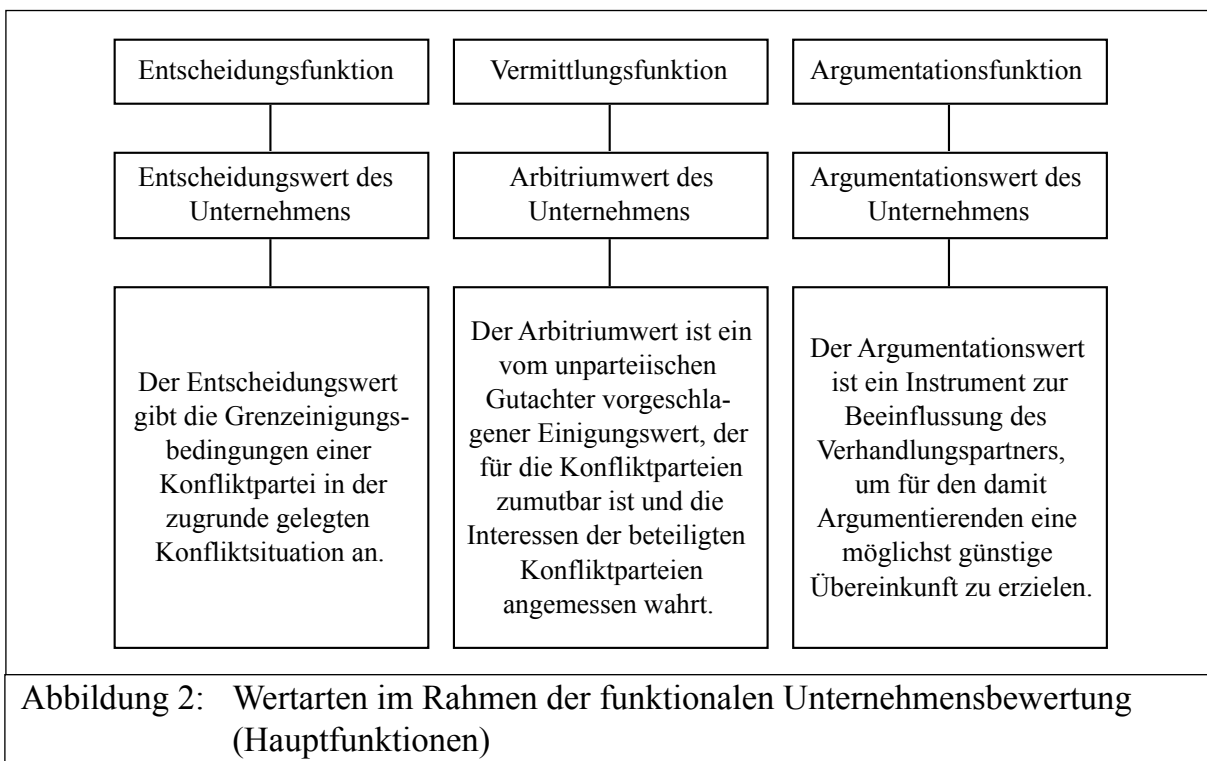 Entscheidungsfunktion
Vermittlungsfunktion
Argumentationsfunktion
Entscheidungswert des
Unternehmens
Arbitriumwert des
Unternehmens
Argumentationswert des
Unternehmens
Der Entscheidungswert
gibt die Grenzeinigungs-
bedingungen einer
Konfliktpartei in der
zugrunde gelegten
Konfliktsituation an.
Der Arbitriumwert ist ein
vom unparteiischen
Gutachter vorgeschla-
gener Einigungswert, der
für die Konfliktparteien
zumutbar ist und die
Interessen der beteiligten
Konfliktparteien
angemessen wahrt.
Der Argumentationswert
ist ein Instrument zur
Beeinflussung des
Verhandlungspartners,
um für den damit
Argumentierenden eine
möglichst günstige
Übereinkunft zu erzielen.
Abbildung 2: Wertarten im Rahmen der funktionalen Unternehmensbewertung
(Hauptfunktionen)